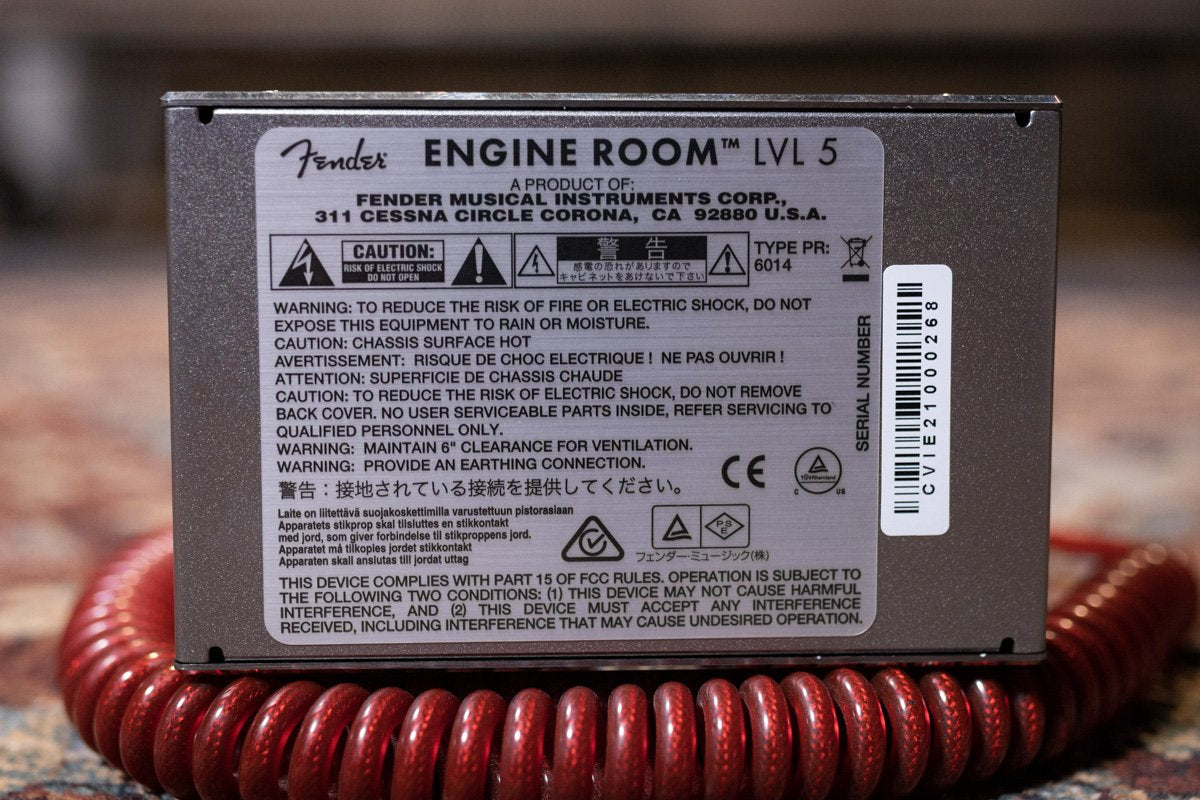 Fender ENGINE ROOM™ LVL 5
A PRODUCT OF:
FENDER MUSICAL INSTRUMENTS CORP.,
311 CESSNA CIRCLE CORONA, CA 92880 U.S.A.
CAUTION:
RISK OF ELECTRIC SHOCK
DO NOT OPEN
警告
感電の恐れがありますので
キャビネットをあけないで下さい
TYPE PR:
6014
WARNING: TO REDUCE THE RISK OF FIRE OR ELECTRIC SHOCK, DO NOT
EXPOSE THIS EQUIPMENT TO RAIN OR MOISTURE.
CAUTION: CHASSIS SURFACE HOT
AVERTISSEMENT: RISQUE DE CHOC ELECTRIQUE ! NE PAS OUVRIR !
ATTENTION: SUPERFICIE DE CHASSIS CHAUDE
CAUTION: TO REDUCE THE RISK OF ELECTRIC SHOCK, DO NOT REMOVE
BACK COVER. NO USER SERVICEABLE PARTS INSIDE, REFER SERVICING TO
QUALIFIED PERSONNEL ONLY.
WARNING: MAINTAIN 6" CLEARANCE FOR VENTILATION.
WARNING: PROVIDE AN EARTHING CONNECTION.
警告：接地されている接続を提供してください。
Laite on liitettävä suojakoskettimilla varustettuun pistorasiaan
Apparatets stikprop skal tilsluttes en stikkontakt
med jord, som giver forbindelse til stikproppens jord.
Apparatet må tilkoples jordet stikkontakt
Apparaten skall anslutas till jordat uttag
CE
TÜVRheinland
C US
PSE
フェンダー・ミュージック(株)
THIS DEVICE COMPLIES WITH PART 15 OF FCC RULES. OPERATION IS SUBJECT TO
THE FOLLOWING TWO CONDITIONS: (1) THIS DEVICE MAY NOT CAUSE HARMFUL
INTERFERENCE, AND (2) THIS DEVICE MUST ACCEPT ANY INTERFERENCE
RECEIVED, INCLUDING INTERFERENCE THAT MAY CAUSE UNDESIRED OPERATION.
SERIAL NUMBER
CVIE21000268